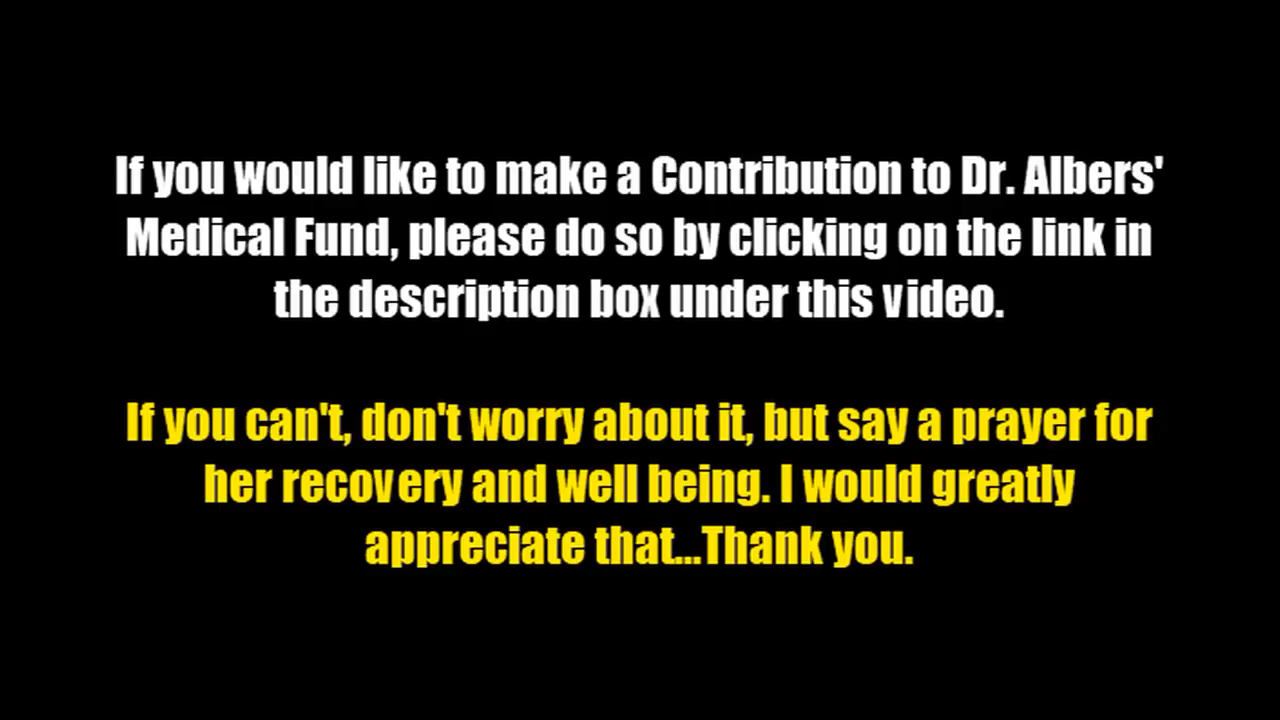 If you would like to make a Contribution to Dr. Albers'
Medical Fund, please do so by clicking on the link in
the description box under this video.
If you can't, don't worry about it, but say a prayer for
her recovery and well being. I would greatly
appreciate that...Thank you.